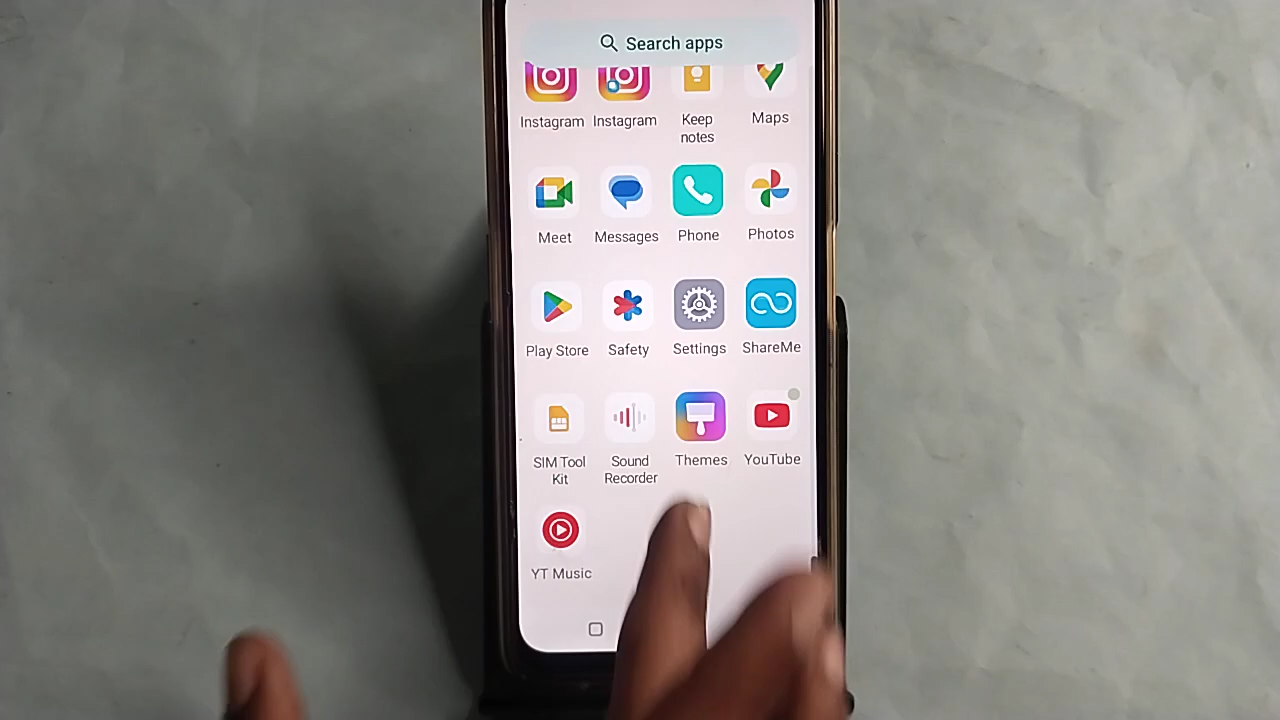 Search apps
Instagram Instagram Keep notes Maps
Meet Messages Phone Photos
Play Store Safety Settings ShareMe
SIM Tool Kit Sound Recorder Themes YouTube
YT Music